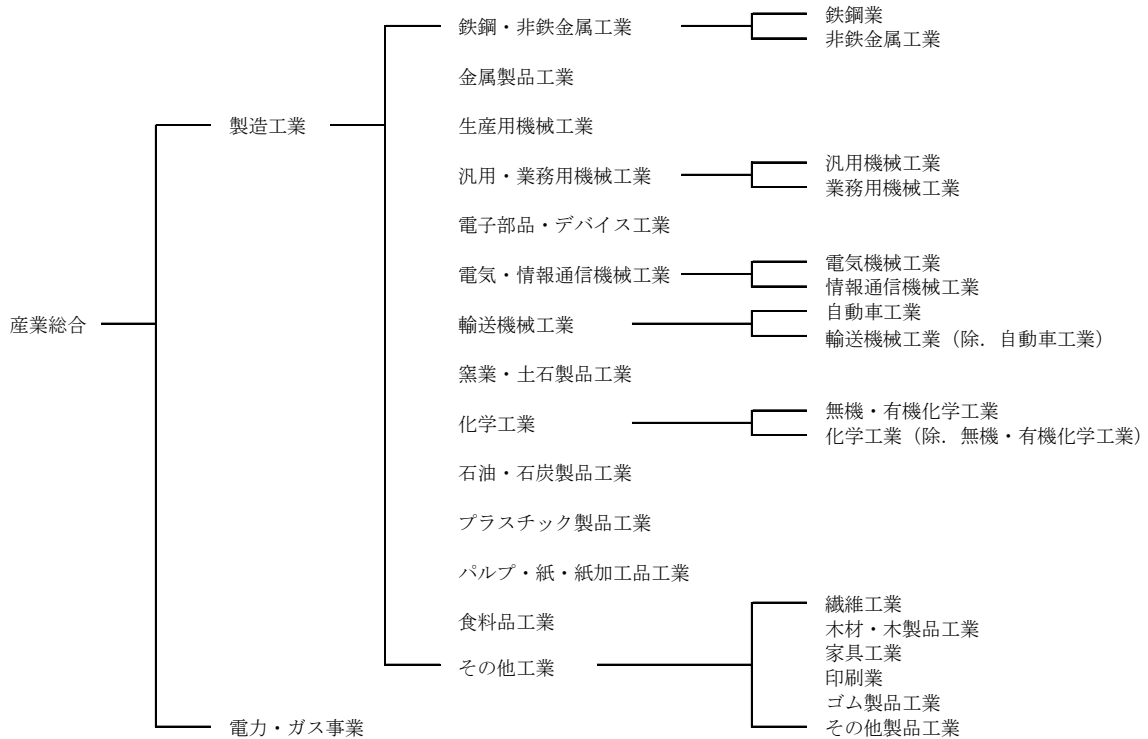 鉄鋼・非鉄金属工業
鉄鋼業
非鉄金属工業
金属製品工業
製造工業
生産用機械工業
汎用・業務用機械工業
汎用機械工業
業務用機械工業
電子部品・デバイス工業
電気・情報通信機械工業
電気機械工業
情報通信機械工業
産業総合
輸送機械工業
自動車工業
輸送機械工業（除．自動車工業）
窯業・土石製品工業
化学工業
無機・有機化学工業
化学工業（除．無機・有機化学工業）
石油・石炭製品工業
プラスチック製品工業
パルプ・紙・紙加工品工業
食料品工業
その他工業
繊維工業
木材・木製品工業
家具工業
印刷業
ゴム製品工業
その他製品工業
電力・ガス事業